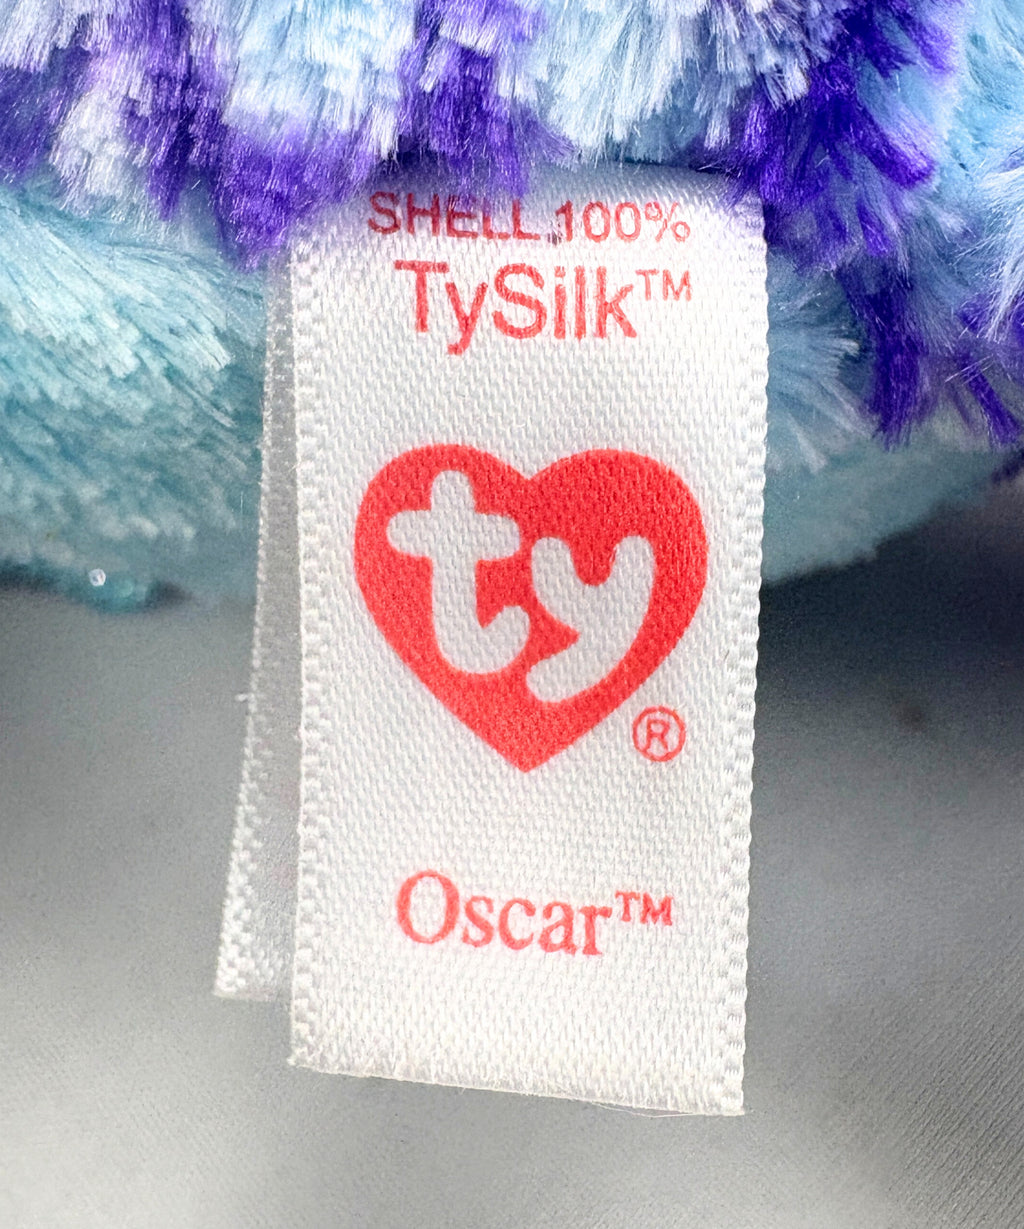 SHELL 100%
TySilk™
ty
®
Oscar™